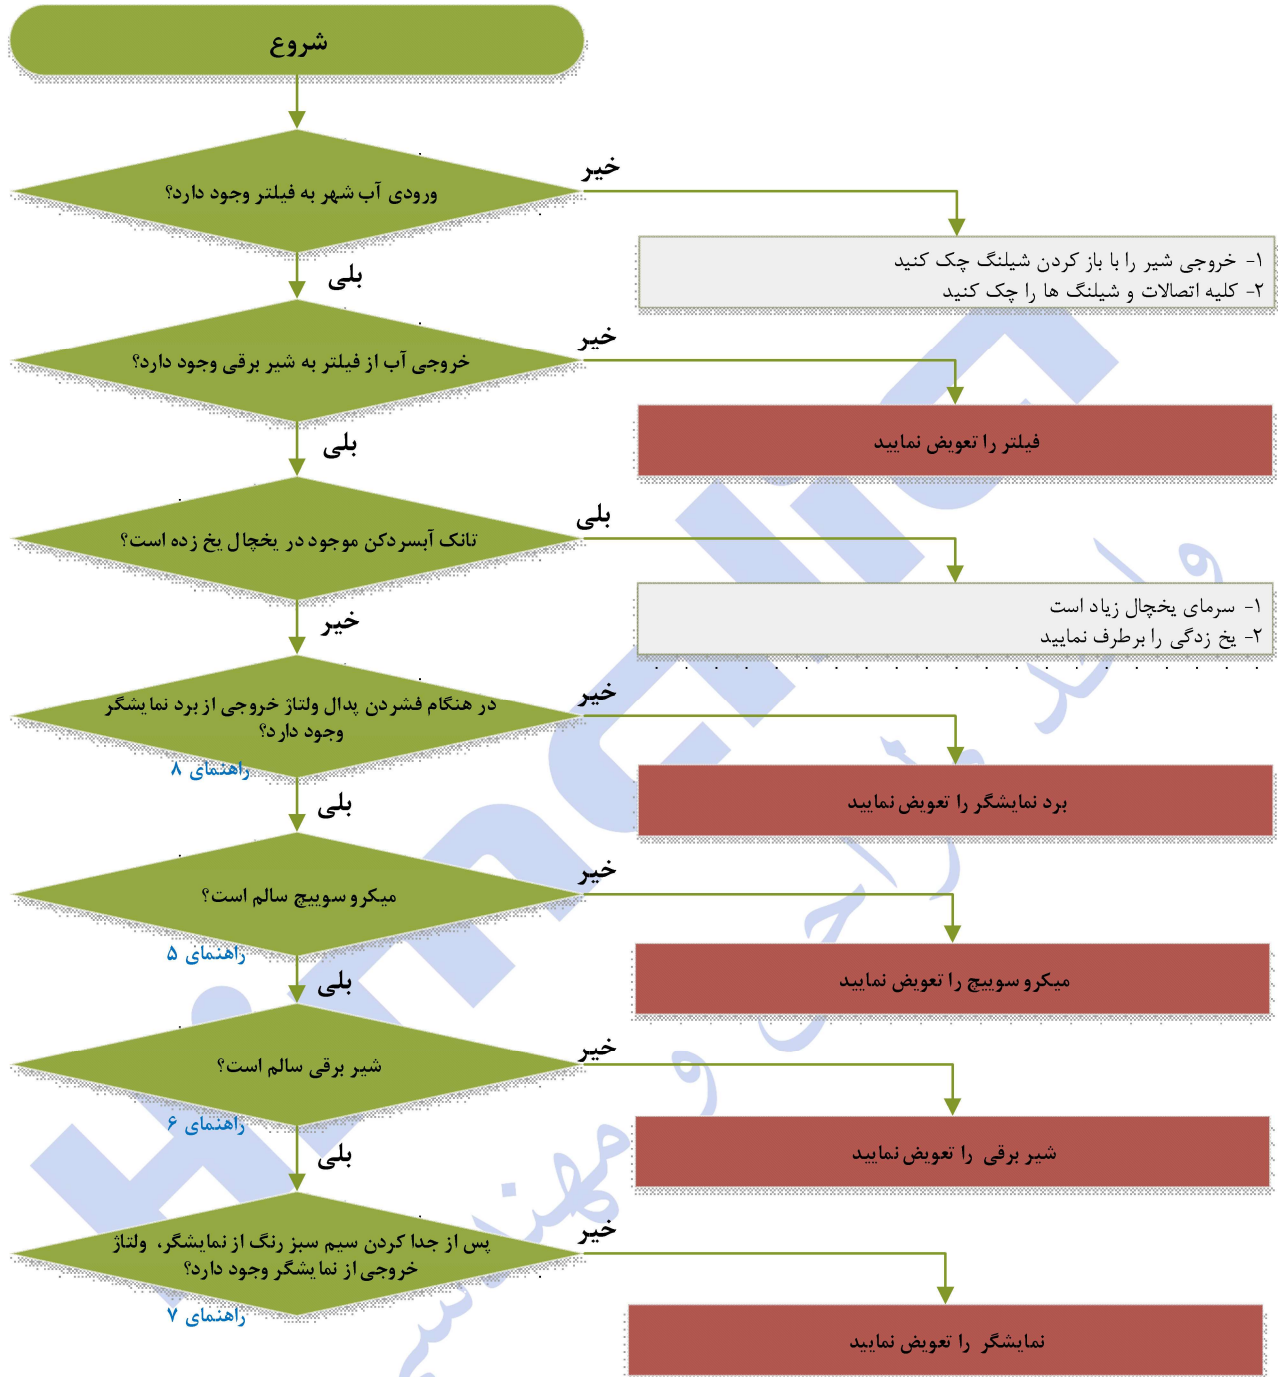 شروع
ورودی آب شهر به فیلتر وجود دارد؟
خیر
۱- خروجی شیر را با باز کردن شیلنگ چک کنید
۲- کلیه اتصالات و شیلنگ ها را چک کنید
بلی
خروجی آب از فیلتر به شیر برقی وجود دارد؟
خیر
فیلتر را تعویض نمایید
بلی
تانک آبسردکن موجود در یخچال یخ زده است؟
بلی
۱- سرمای یخچال زیاد است
۲- یخ زدگی را برطرف نمایید
خیر
در هنگام فشردن پدال ولتاژ خروجی از برد نمایشگر
وجود دارد؟
راهنمای ۸
خیر
برد نمایشگر را تعویض نمایید
بلی
میکرو سوییچ سالم است؟
راهنمای ۵
خیر
میکرو سوییچ را تعویض نمایید
بلی
شیر برقی سالم است؟
راهنمای ۶
خیر
شیر برقی را تعویض نمایید
بلی
پس از جدا کردن سیم سبز رنگ از نمایشگر، ولتاژ
خروجی از نمایشگر وجود دارد؟
راهنمای ۷
خیر
نمایشگر را تعویض نمایید